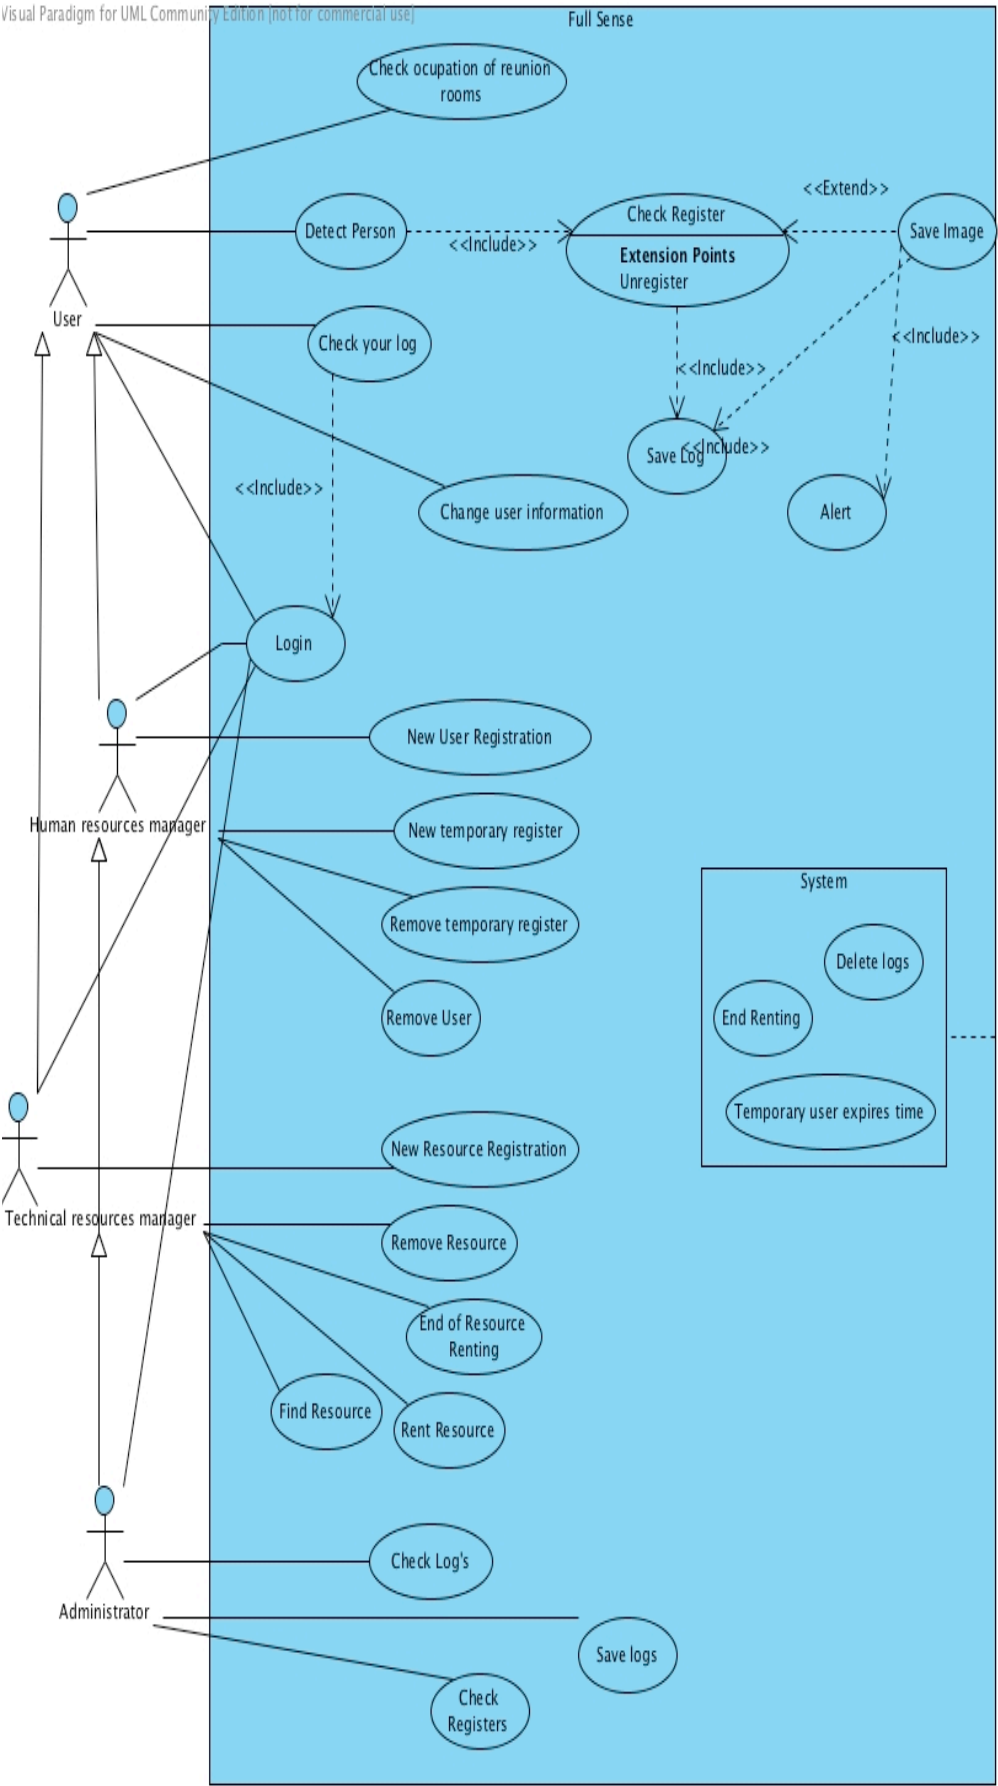 Visual Paradigm for UML Community Edition [not for commercial use]
Full Sense
Check ocupation of reunion
rooms
<<Extend>>
Check Register
Detect Person
<<Include>>
Save Image
Extension Points
Unregister
User
Check your log
<<Include>>
<<Include>>
Save Log
<<Include>>
<<Include>>
Change user information
Alert
Login
New User Registration
Human resources manager
New temporary register
System
Remove temporary register
Delete logs
Remove User
End Renting
Temporary user expires time
New Resource Registration
Technical resources manager
Remove Resource
End of Resource
Renting
Find Resource
Rent Resource
Check Log's
Administrator
Save logs
Check
Registers